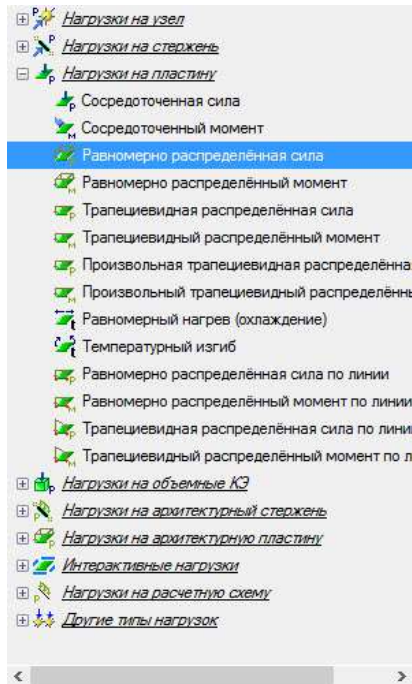 Нагрузки на узел
Нагрузки на стержень
Нагрузки на пластину
Сосредоточенная сила
Сосредоточенный момент
Равномерно распределённая сила
Равномерно распределённый момент
Трапециевидная распределённая сила
Трапециевидный распределённый момент
Произвольная трапециевидная распределённа
Произвольный трапециевидный распределённы
Равномерный нагрев (охлаждение)
Температурный изгиб
Равномерно распределённая сила по линии
Равномерно распределённый момент по линии
Трапециевидная распределённая сила по лини
Трапециевидный распределённый момент по л
Нагрузки на объемные КЭ
Нагрузки на архитектурный стержень
Нагрузки на архитектурную пластину
Интерактивные нагрузки
Нагрузки на расчетную схему
Другие типы нагрузок